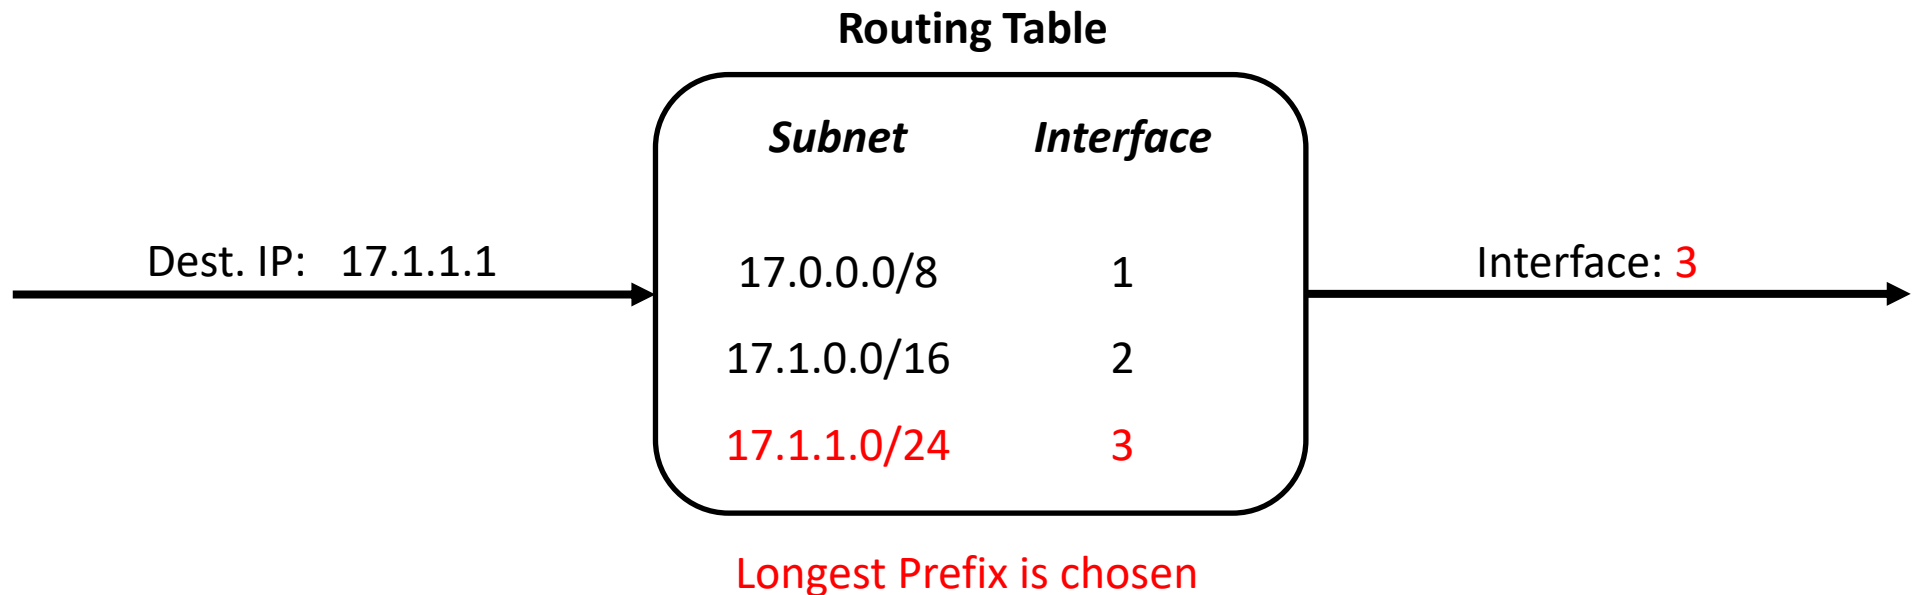 Routing Table
Subnet Interface
Dest. IP: 17.1.1.1
17.0.0.0/8 1
17.1.0.0/16 2
17.1.1.0/24 3
Interface: 3
Longest Prefix is chosen